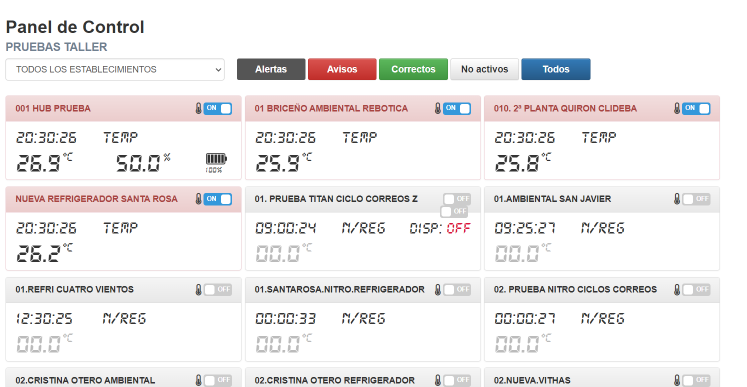 Panel de Control
PRUEBAS TALLER
TODOS LOS ESTABLECIMIENTOS Alertas Avisos Correctos No activos Todos
001 HUB PRUEBA ON
20:30:26 TEMP
26.9 °C 50.0 % 100%
01 BRICEÑO AMBIENTAL REBOTICA ON
20:30:26 TEMP
25.9 °C
010. 2ª PLANTA QUIRON CLIDEBA ON
20:30:26 TEMP
25.8 °C
NUEVA REFRIGERADOR SANTA ROSA ON
20:30:26 TEMP
26.2 °C
01. PRUEBA TITAN CICLO CORREOS Z OFF
OFF
09:00:24 N/REG DISP: OFF
00.0 °C
01.AMBIENTAL SAN JAVIER OFF
09:25:27 N/REG
00.0 °C
01.REFRI CUATRO VIENTOS OFF
12:30:25 N/REG
00.0 °C
01.SANTAROSA.NITRO.REFRIGERADOR OFF
00:00:33 N/REG
00.0 °C
02. PRUEBA NITRO CICLOS CORREOS OFF
00:00:27 N/REG
00.0 °C
02.CRISTINA OTERO AMBIENTAL OFF
02.CRISTINA OTERO REFRIGERADOR OFF
02.NUEVA.VITHAS OFF